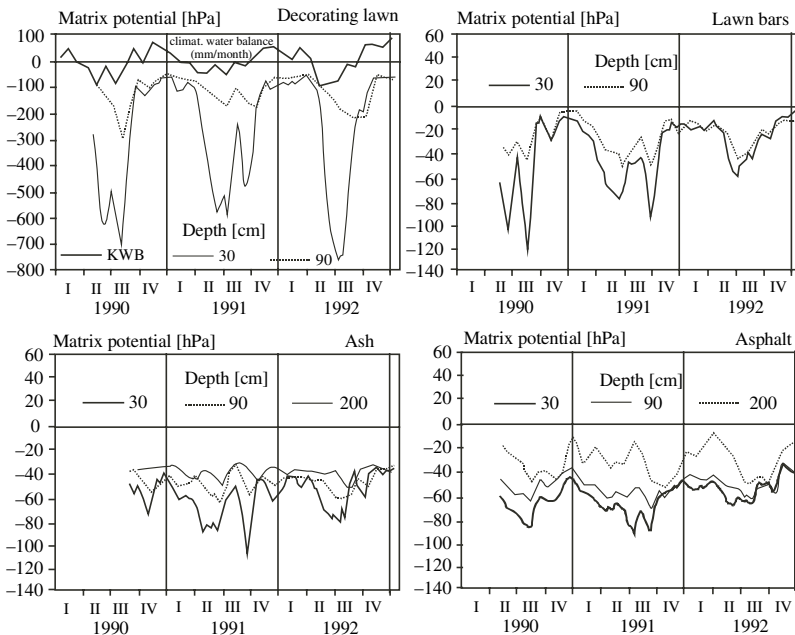 Matrix potential [hPa] Decorating lawn
climat. water balance
(mm/month)
100
0
−100
−200
−300
−400
−500
−600
−700
−800
Depth [cm]
KWB 30 90
I II III IV I II III IV I II III IV
1990 1991 1992
Matrix potential [hPa] Lawn bars
Depth [cm]
30 90
60
40
20
0
−20
−40
−60
−80
−100
−120
−140
I II III IV I II III IV I II III IV
1990 1991 1992
Matrix potential [hPa] Ash
Depth [cm]
30 90 200
60
40
20
0
−20
−40
−60
−80
−100
−120
−140
I II III IV I II III IV I II III IV
1990 1991 1992
Matrix potential [hPa] Asphalt
Depth [cm]
30 90 200
60
40
20
0
−20
−40
−60
−80
−100
−120
−140
I II III IV I II III IV I II III IV
1990 1991 1992